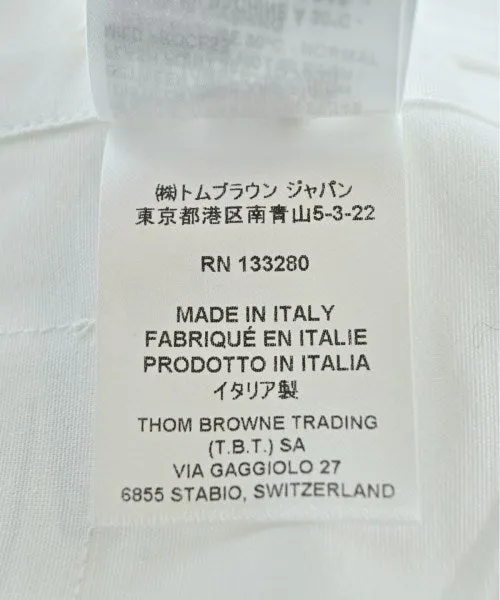 ㈱トムブラウン ジャパン
東京都港区南青山5-3-22
RN 133280
MADE IN ITALY
FABRIQUÉ EN ITALIE
PRODOTTO IN ITALIA
イタリア製
THOM BROWNE TRADING
(T.B.T.) SA
VIA GAGGIOLO 27
6855 STABIO, SWITZERLAND